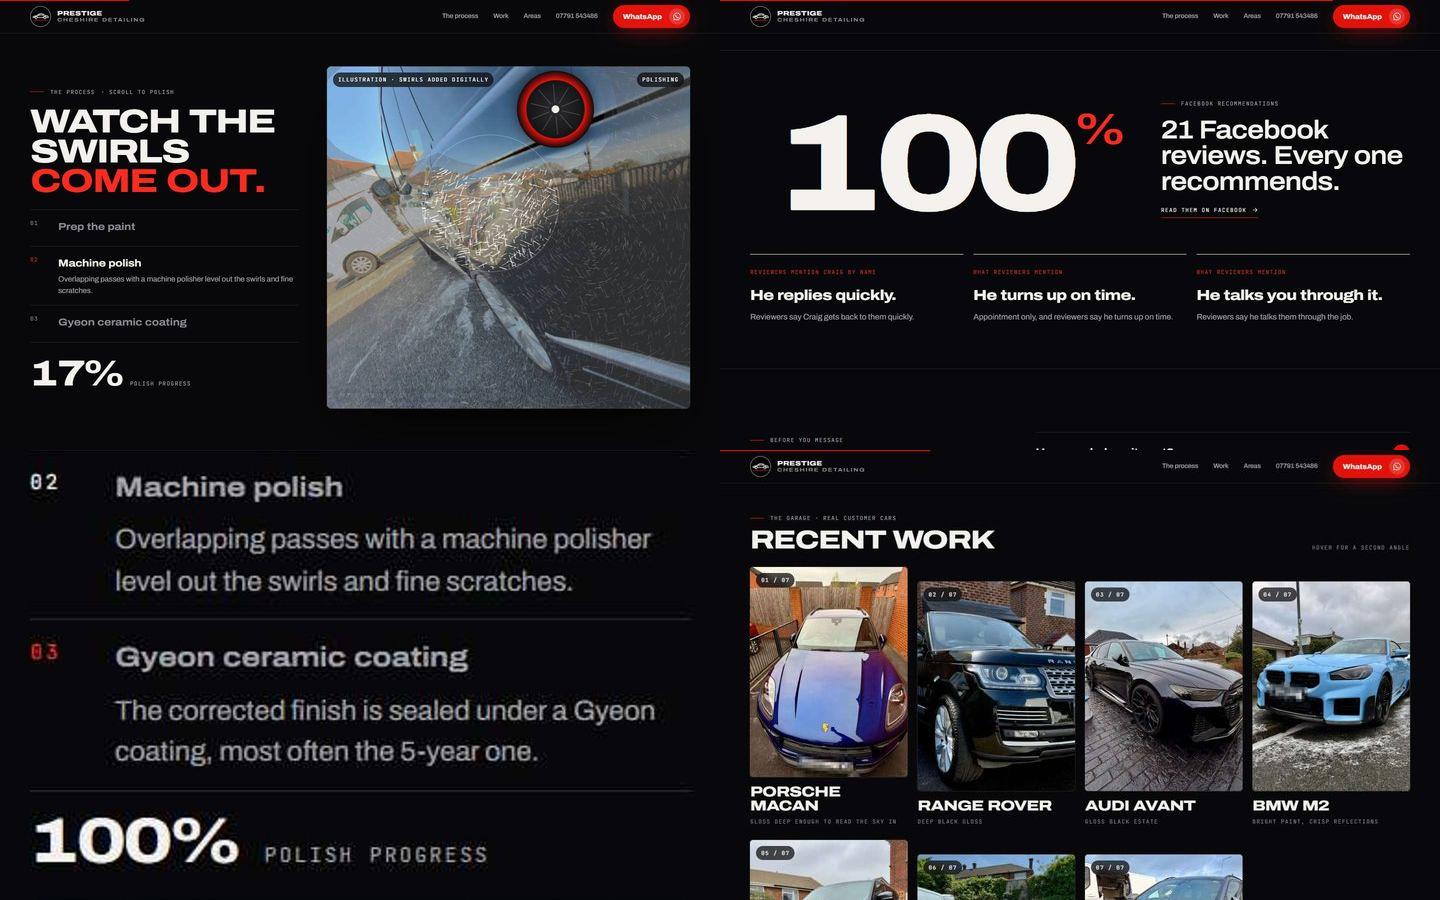 PRESTIGE
CHESHIRE DETAILING
The process
Work
Areas
07791 543486
WhatsApp
THE PROCESS · SCROLL TO POLISH
WATCH THE
SWIRLS
COME OUT.
01
Prep the paint
02
Machine polish
Overlapping passes with a machine polisher level out the swirls and fine
scratches.
03
Gyeon ceramic coating
17%
POLISH PROGRESS
ILLUSTRATION · SWIRLS ADDED DIGITALLY
POLISHING
PRESTIGE
CHESHIRE DETAILING
The process
Work
Areas
07791 543486
WhatsApp
100%
FACEBOOK RECOMMENDATIONS
21 Facebook
reviews. Every one
recommends.
READ THEM ON FACEBOOK →
REVIEWERS MENTION CRAIG BY NAME
He replies quickly.
Reviewers say Craig gets back to them quickly.
WHAT REVIEWERS MENTION
He turns up on time.
Appointment only, and reviewers say he turns up on time.
WHAT REVIEWERS MENTION
He talks you through it.
Reviewers say he talks them through the job.
BEFORE YOU MESSAGE
02
Machine polish
Overlapping passes with a machine polisher
level out the swirls and fine scratches.
03
Gyeon ceramic coating
The corrected finish is sealed under a Gyeon
coating, most often the 5-year one.
100%
POLISH PROGRESS
PRESTIGE
CHESHIRE DETAILING
The process
Work
Areas
07791 543486
WhatsApp
THE GARAGE · REAL CUSTOMER CARS
RECENT WORK
HOVER FOR A SECOND ANGLE
01 / 07
PORSCHE
MACAN
GLOSS DEEP ENOUGH TO READ THE SKY IN
02 / 07
RANGE ROVER
DEEP BLACK GLOSS
03 / 07
AUDI AVANT
GLOSS BLACK ESTATE
04 / 07
BMW M2
BRIGHT PAINT, CRISP REFLECTIONS
05 / 07
06 / 07
07 / 07